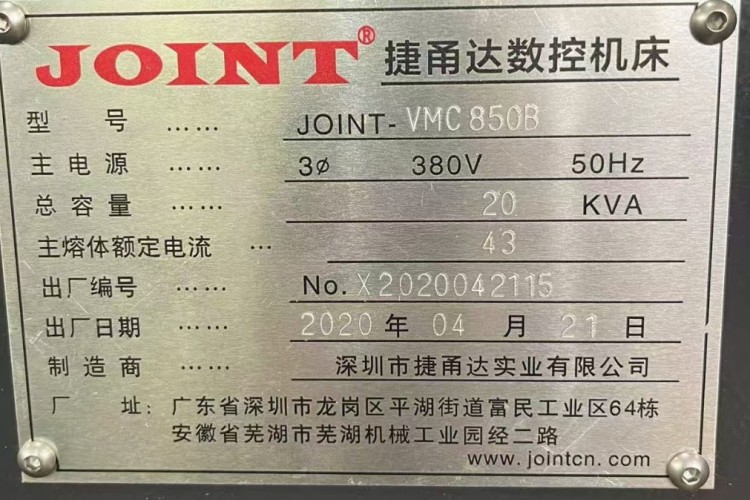 JOINT® 捷甬达数控机床
型 号 …… JOINT-VMC850B
主电源 …… 3ø 380V 50Hz
总容量 …… 20 KVA
主熔体额定电流 … 43
出厂编号 …… No. X2020042115
出厂日期 …… 2020 年 04 月 21 日
制造商 …… 深圳市捷甬达实业有限公司
厂 址: 广东省深圳市龙岗区平湖街道富民工业区64栋
安徽省芜湖市芜湖机械工业园经二路
www.jointcn.com